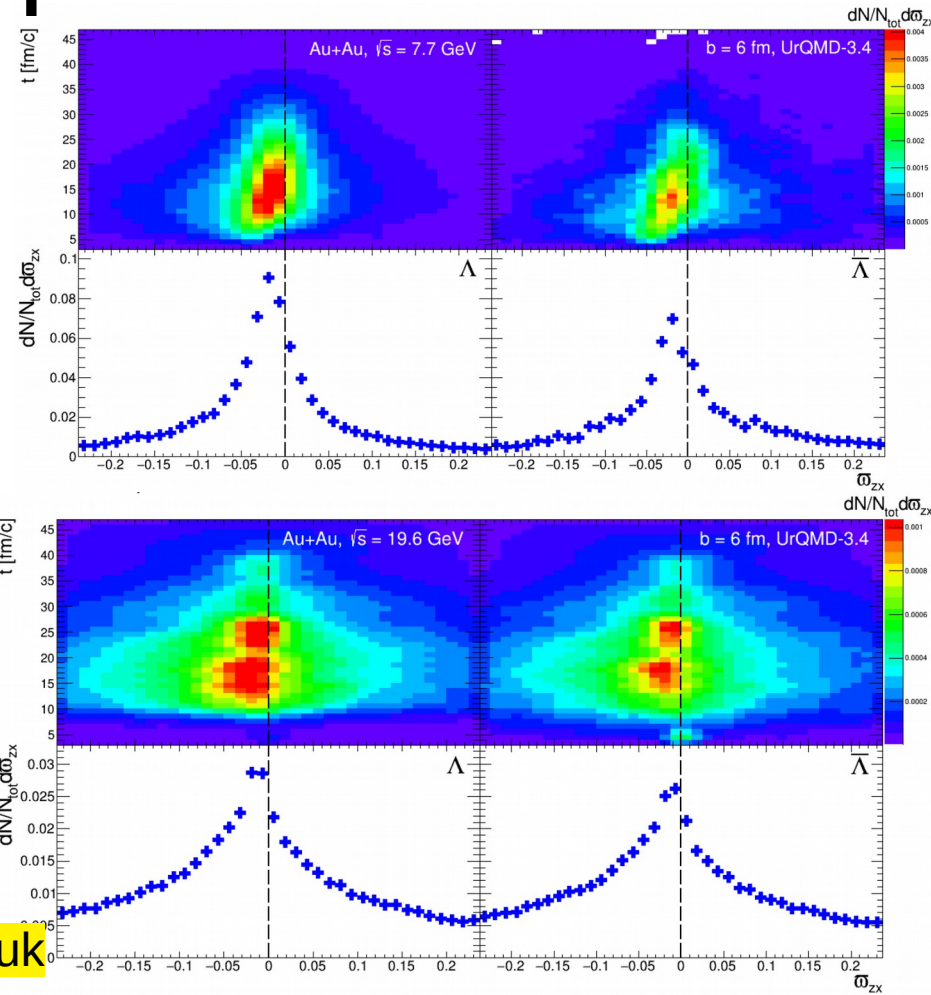 dN/N_tot dϖ_zx
t [fm/c]
Au+Au, √s = 7.7 GeV
b = 6 fm, UrQMD-3.4
45
40
35
30
25
20
15
10
5
0.004
0.0035
0.003
0.0025
0.002
0.0015
0.001
0.0005
dN/N_tot dϖ_zx
Λ
Λ̅
0.1
0.08
0.06
0.04
0.02
0
−0.2 −0.15 −0.1 −0.05 0 0.05 0.1 0.15 0.2 −0.2 −0.15 −0.1 −0.05 0 0.05 0.1 0.15 0.2
ϖ_zx
dN/N_tot dϖ_zx
t [fm/c]
Au+Au, √s = 19.6 GeV
b = 6 fm, UrQMD-3.4
45
40
35
30
25
20
15
10
5
0.001
0.0008
0.0006
0.0004
0.0002
dN/N_tot dϖ_zx
Λ
Λ̅
0.03
0.025
0.02
0.015
0.01
uk
0
−0.2 −0.15 −0.1 −0.05 0 0.05 0.1 0.15 0.2 −0.2 −0.15 −0.1 −0.05 0 0.05 0.1 0.15 0.2
ϖ_zx